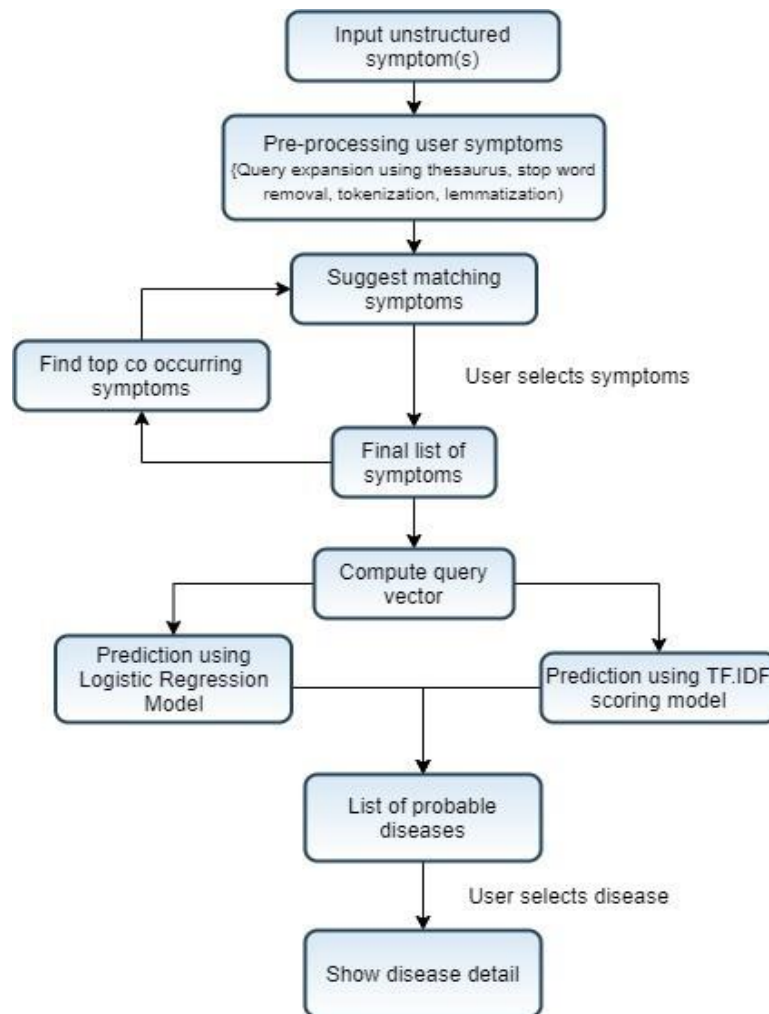 Input unstructured
symptom(s)
Pre-processing user symptoms
{Query expansion using thesaurus, stop word
removal, tokenization, lemmatization)
Suggest matching
symptoms
Find top co occurring
symptoms
User selects symptoms
Final list of
symptoms
Compute query
vector
Prediction using
Logistic Regression
Model
Prediction using TF.IDF
scoring model
List of probable
diseases
User selects disease
Show disease detail